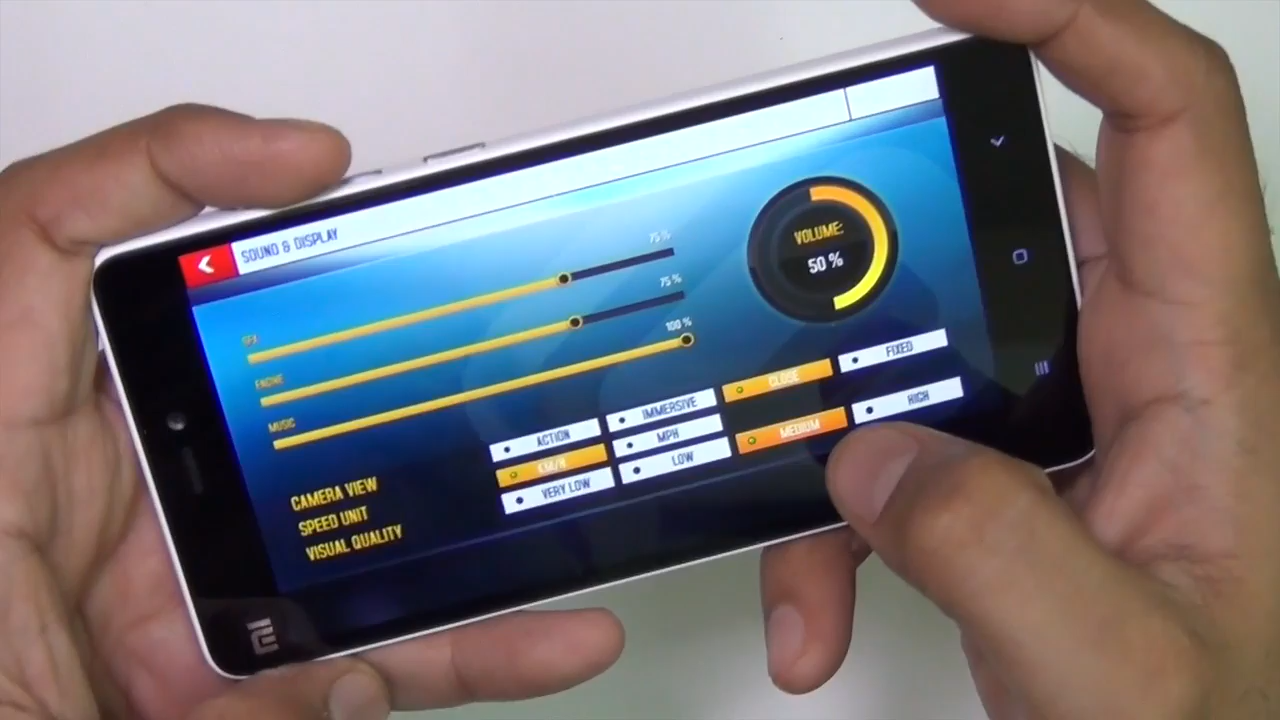 SOUND & DISPLAY
SFX 75 %
ENGINE 75 %
MUSIC 100 %
VOLUME:
50 %
CAMERA VIEW ACTION IMMERSIVE CLOSE FIXED
SPEED UNIT KM/H MPH
VISUAL QUALITY VERY LOW LOW MEDIUM HIGH